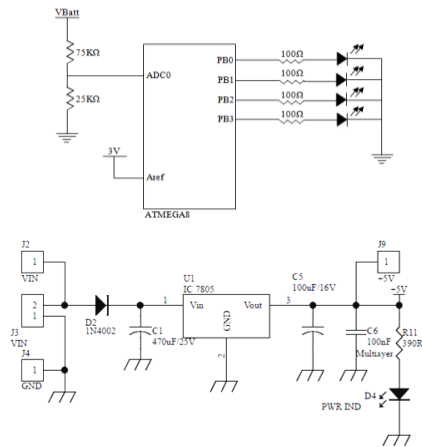 VBatt
75KΩ
ADC0
25KΩ
3V
Aref
ATMEGA8
PB0
100Ω
PB1
100Ω
PB2
100Ω
PB3
100Ω
J2
1
VIN
2
1
J3
VIN
J4
1
GND
D2
1N4002
C1
470uF/25V
U1
IC 7805
1
Vin
Vout
3
GND
2
C5
100uF/16V
J9
1
+5V
+5V
C6
100nF
Multiayer
R11
390R
D4
PWR IND